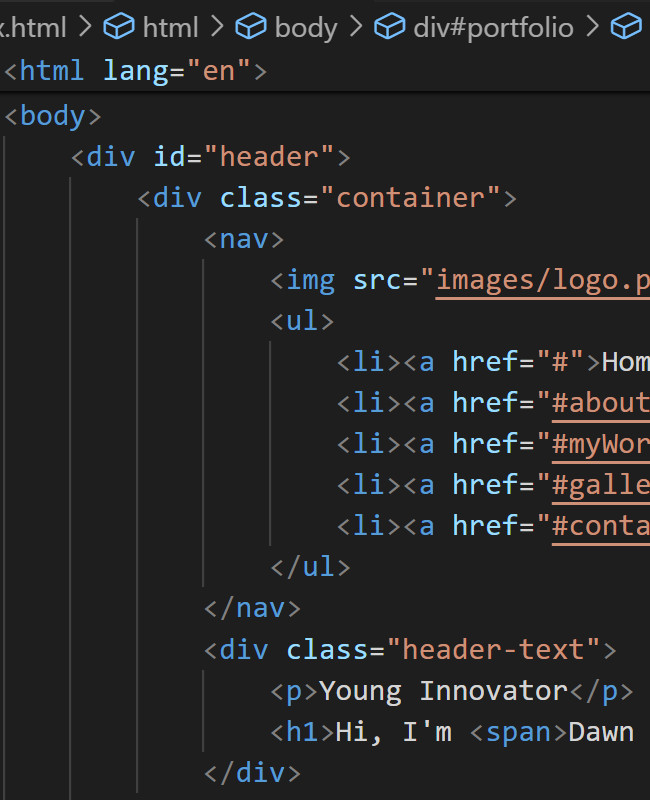 x.html > html > body > div#portfolio >
<html lang="en">
<body>
<div id="header">
<div class="container">
<nav>
<img src="images/logo.p
<ul>
<li><a href="#">Hom
<li><a href="#about
<li><a href="#myWor
<li><a href="#galle
<li><a href="#conta
</ul>
</nav>
<div class="header-text">
<p>Young Innovator</p>
<h1>Hi, I'm <span>Dawn
</div>